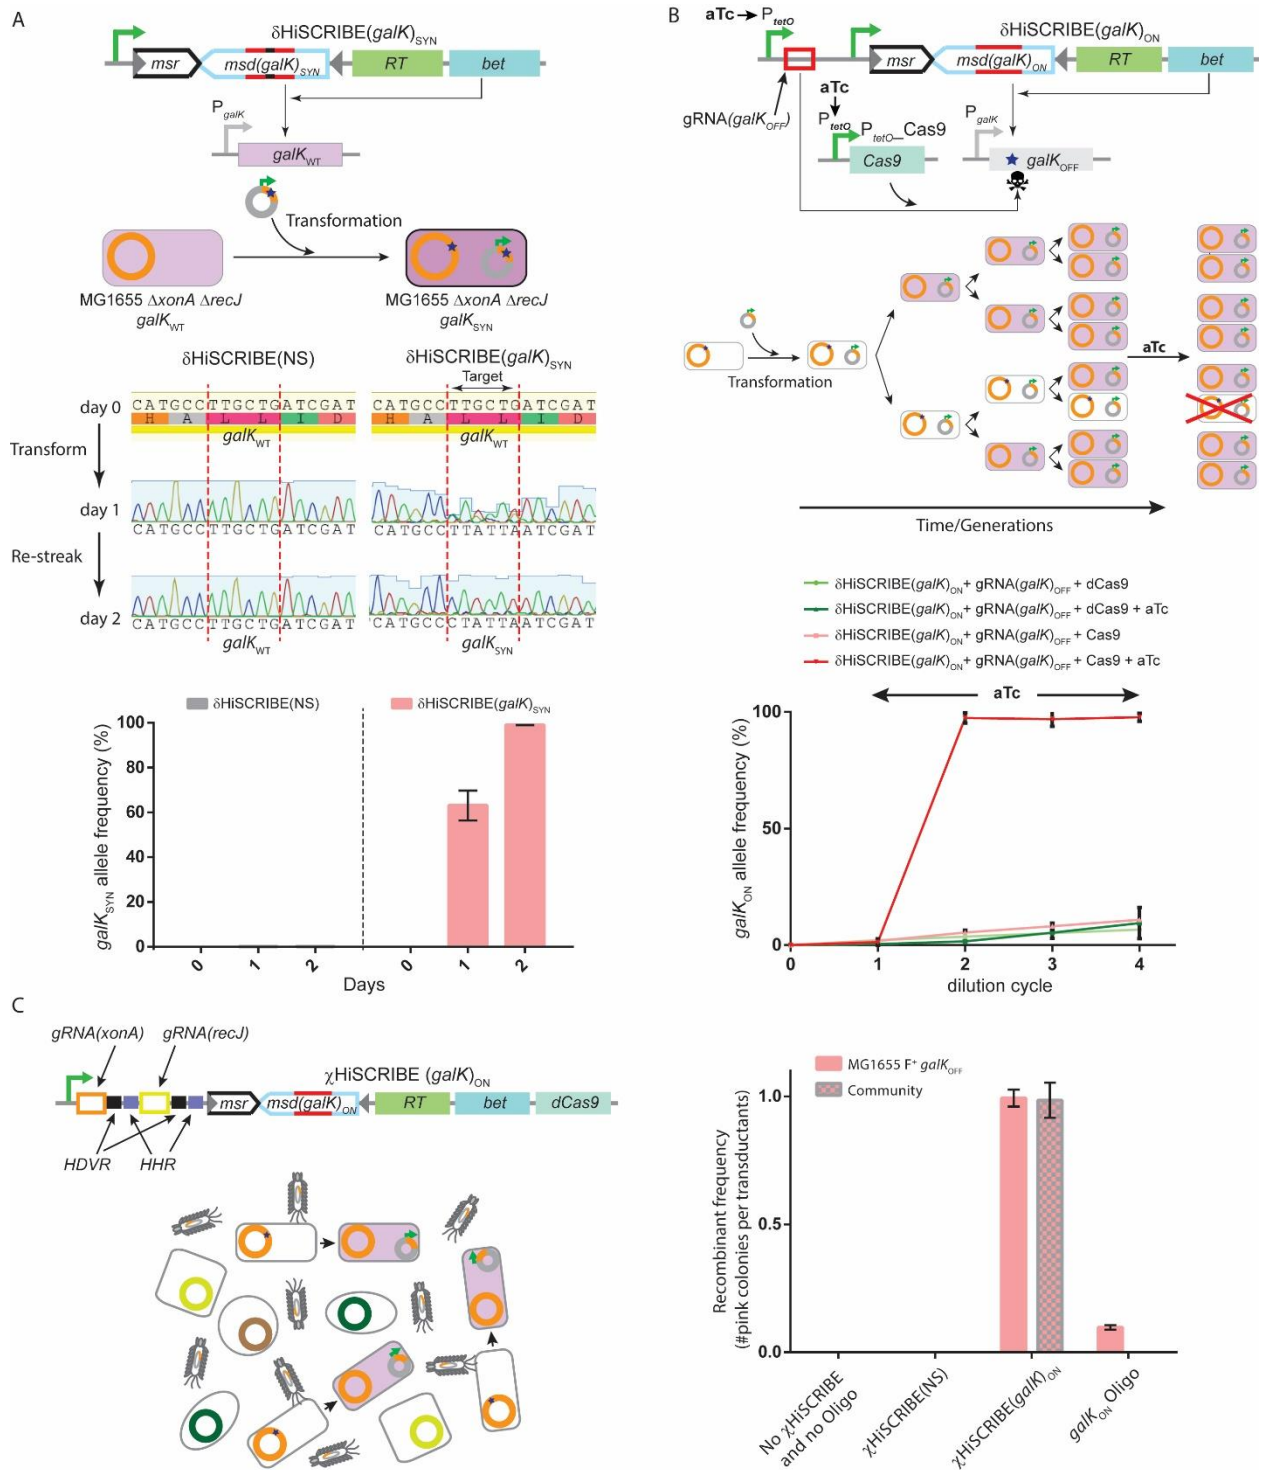 A
δHiSCRIBE(galK)SYN
msr
msd(galK)SYN
RT
bet
PgalK
galKWT
Transformation
MG1655 ΔxonA ΔrecJ
galKWT
MG1655 ΔxonA ΔrecJ
galKSYN
δHiSCRIBE(NS)
δHiSCRIBE(galK)SYN
Target
day 0
CATGCCTTGCTGATCGAT
H A L L I D
galKWT
CATGCCTTGCTGATCGAT
H A L L I D
galKWT
Transform
day 1
CATGCCTTGCTGATCGAT
CATGCCTTATTAATCGAT
Re-streak
day 2
CATGCCTTGCTGATCGAT
galKWT
CATGCCCTATTAATCGAT
galKSYN
δHiSCRIBE(NS)
δHiSCRIBE(galK)SYN
galKSYN allele frequency (%)
100
80
60
40
20
0
0 1 2 0 1 2
Days
B
aTc
PtetO
δHiSCRIBE(galK)ON
msr
msd(galK)ON
RT
bet
gRNA(galKOFF)
aTc
PtetO
PtetO_Cas9
Cas9
PgalK
galKOFF
Transformation
aTc
Time/Generations
δHiSCRIBE(galK)ON + gRNA(galK)OFF + dCas9
δHiSCRIBE(galK)ON + gRNA(galK)OFF + dCas9 + aTc
δHiSCRIBE(galK)ON + gRNA(galK)OFF + Cas9
δHiSCRIBE(galK)ON + gRNA(galK)OFF + Cas9 + aTc
aTc
galKON allele frequency (%)
100
50
0
0 1 2 3 4
dilution cycle
C
gRNA(xonA)
gRNA(recJ)
χHiSCRIBE (galK)ON
msr
msd(galK)ON
RT
bet
dCas9
HDVR
HHR
MG1655 F+ galKOFF
Community
Recombinant frequency
(#pink colonies per transductants)
1.0
0.5
0.0
No χHiSCRIBE
and no Oligo
χHiSCRIBE(NS)
χHiSCRIBE(galK)ON
galKON Oligo